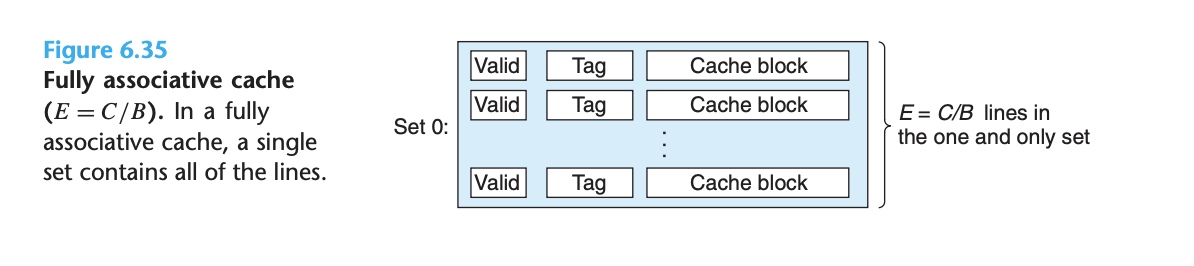 Figure 6.35
Fully associative cache
(E = C/B). In a fully
associative cache, a single
set contains all of the lines.
Set 0:
Valid Tag Cache block
Valid Tag Cache block
⋮
Valid Tag Cache block
E = C/B lines in
the one and only set